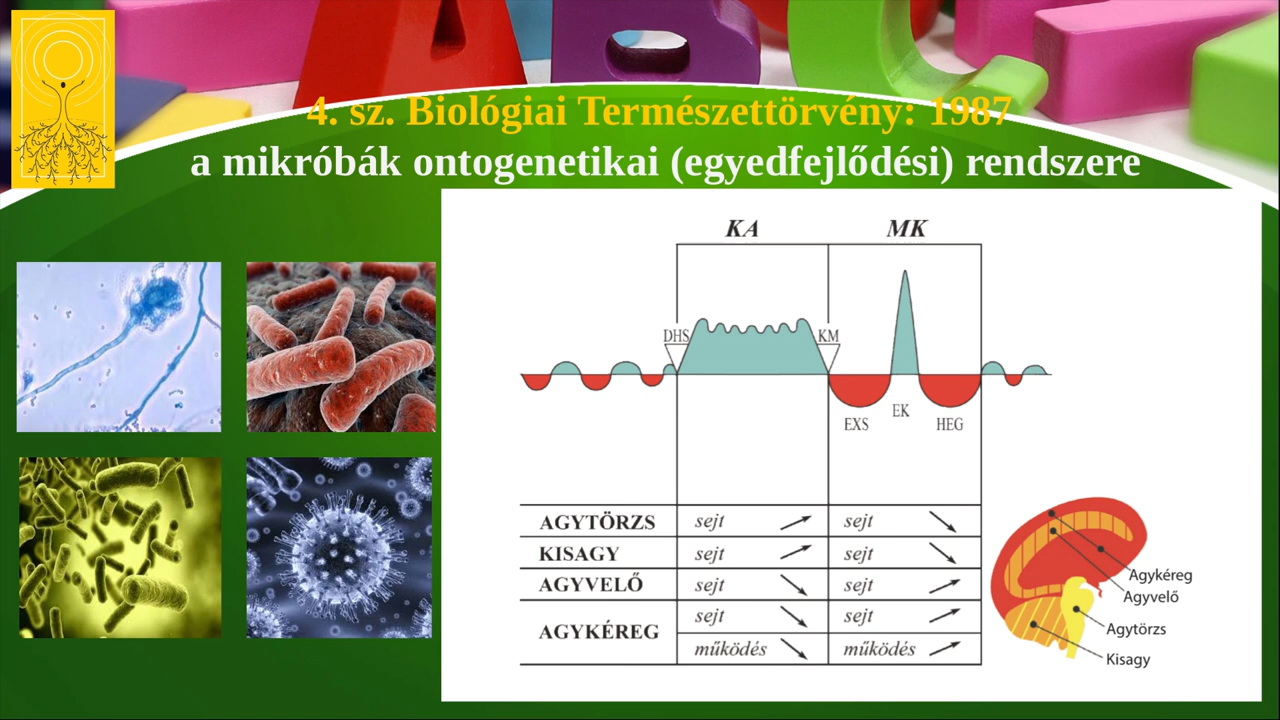 4. sz. Biológiai Természettörvény: 1987
a mikróbák ontogenetikai (egyedfejlődési) rendszere
KA MK
DHS KM
EXS EK HEG
AGYTÖRZS sejt sejt
KISAGY sejt sejt
AGYVELŐ sejt sejt
AGYKÉREG sejt sejt
működés működés
Agykéreg
Agyvelő
Agytörzs
Kisagy